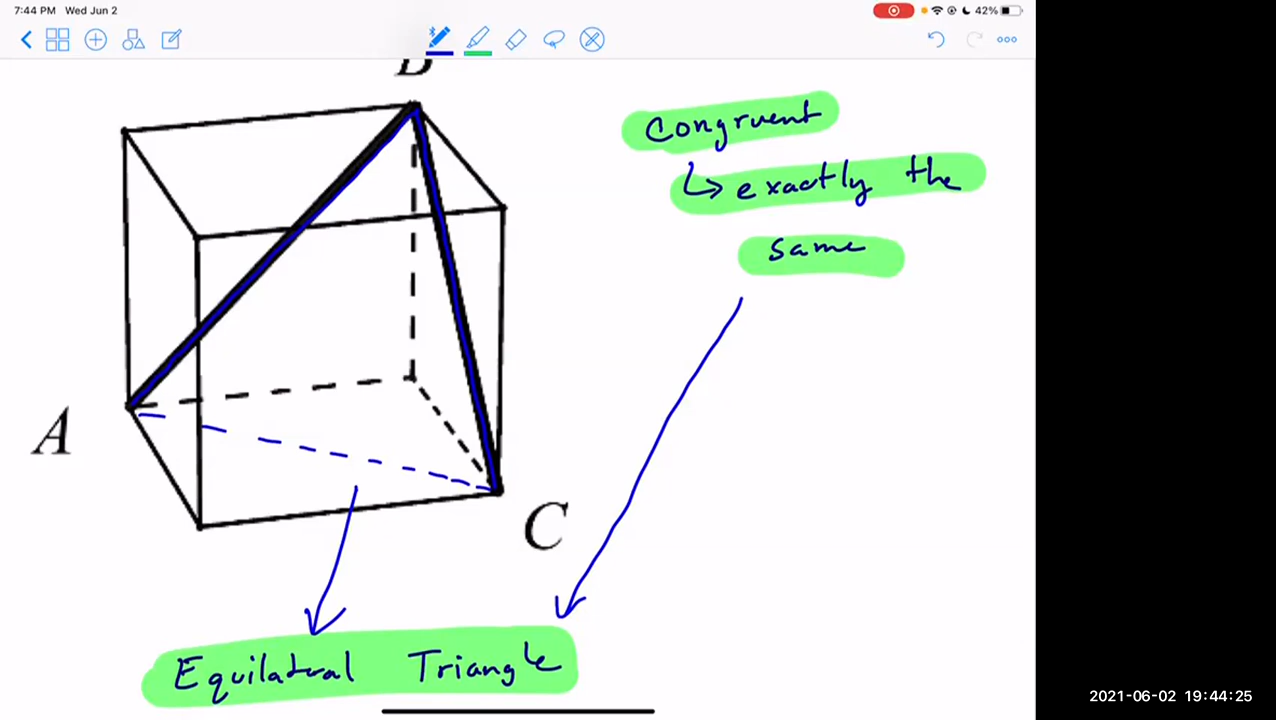 7:44 PM Wed Jun 2
42%
B
Congruent
↳ exactly the
same
A
C
Equilateral Triangle
2021-06-02 19:44:25